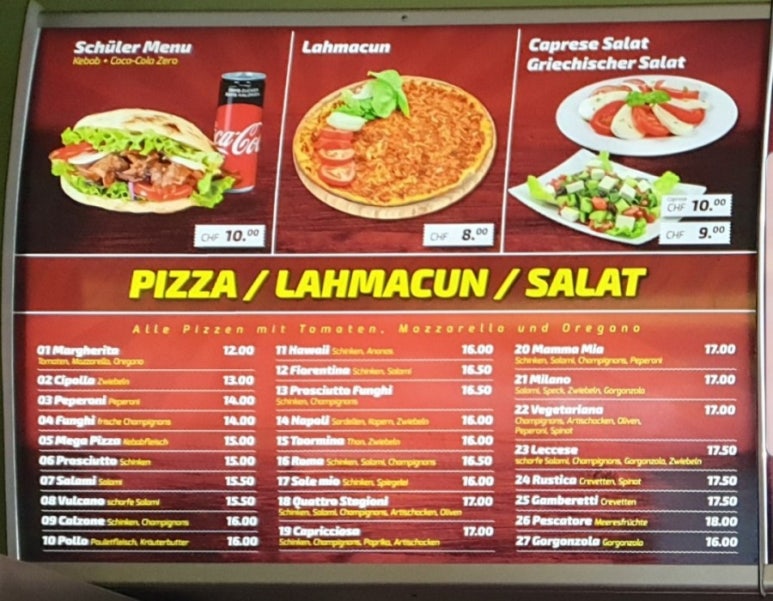 Schüler Menu
Kebab + Coca-Cola Zero
CHF 10.00
Lahmacun
CHF 8.00
Caprese Salat
Griechischer Salat
Caprese
CHF 10.00
CHF 9.00
PIZZA / LAHMACUN / SALAT
Alle Pizzen mit Tomaten, Mozzarella und Oregano
01 Margherita 12.00
Tomaten, Mozzarella, Oregano
02 Cipolla Zwiebeln 13.00
03 Peperoni Peperoni 14.00
04 Funghi frische Champignons 14.00
05 Mega Pizza Kebabfleisch 15.00
06 Prosciutto Schinken 15.00
07 Salami Salami 15.50
08 Vulcano scharfe Salami 15.50
09 Calzone Schinken, Champignons 16.00
10 Pollo Pouletfleisch, Kräuterbutter 16.00
11 Hawaii Schinken, Ananas 16.00
12 Fiorentina Schinken, Salami 16.50
13 Prosciutto Funghi 16.50
Schinken, Champignons
14 Napoli Sardellen, Kapern, Zwiebeln 16.00
15 Taormina Thon, Zwiebeln 16.00
16 Roma Schinken, Salami, Champignons 16.50
17 Sole mio Schinken, Spiegelei 16.00
18 Quattro Stagioni 17.00
Schinken, Salami, Champignons, Artischocken, Oliven
19 Capricciosa 17.00
Schinken, Champignons, Paprika, Artischocken
20 Mamma Mia 17.00
Schinken, Salami, Champignons, Peperoni
21 Milano 17.00
Salami, Speck, Zwiebeln, Gorgonzola
22 Vegetariana 17.00
Champignons, Artischocken, Oliven,
Peperoni, Spinat
23 Leccese 17.50
scharfe Salami, Champignons, Gorgonzola, Zwiebeln
24 Rustica Crevetten, Spinat 17.50
25 Gamberetti Crevetten 17.50
26 Pescatore Meeresfrüchte 18.00
27 Gorgonzola Gorgonzola 16.00